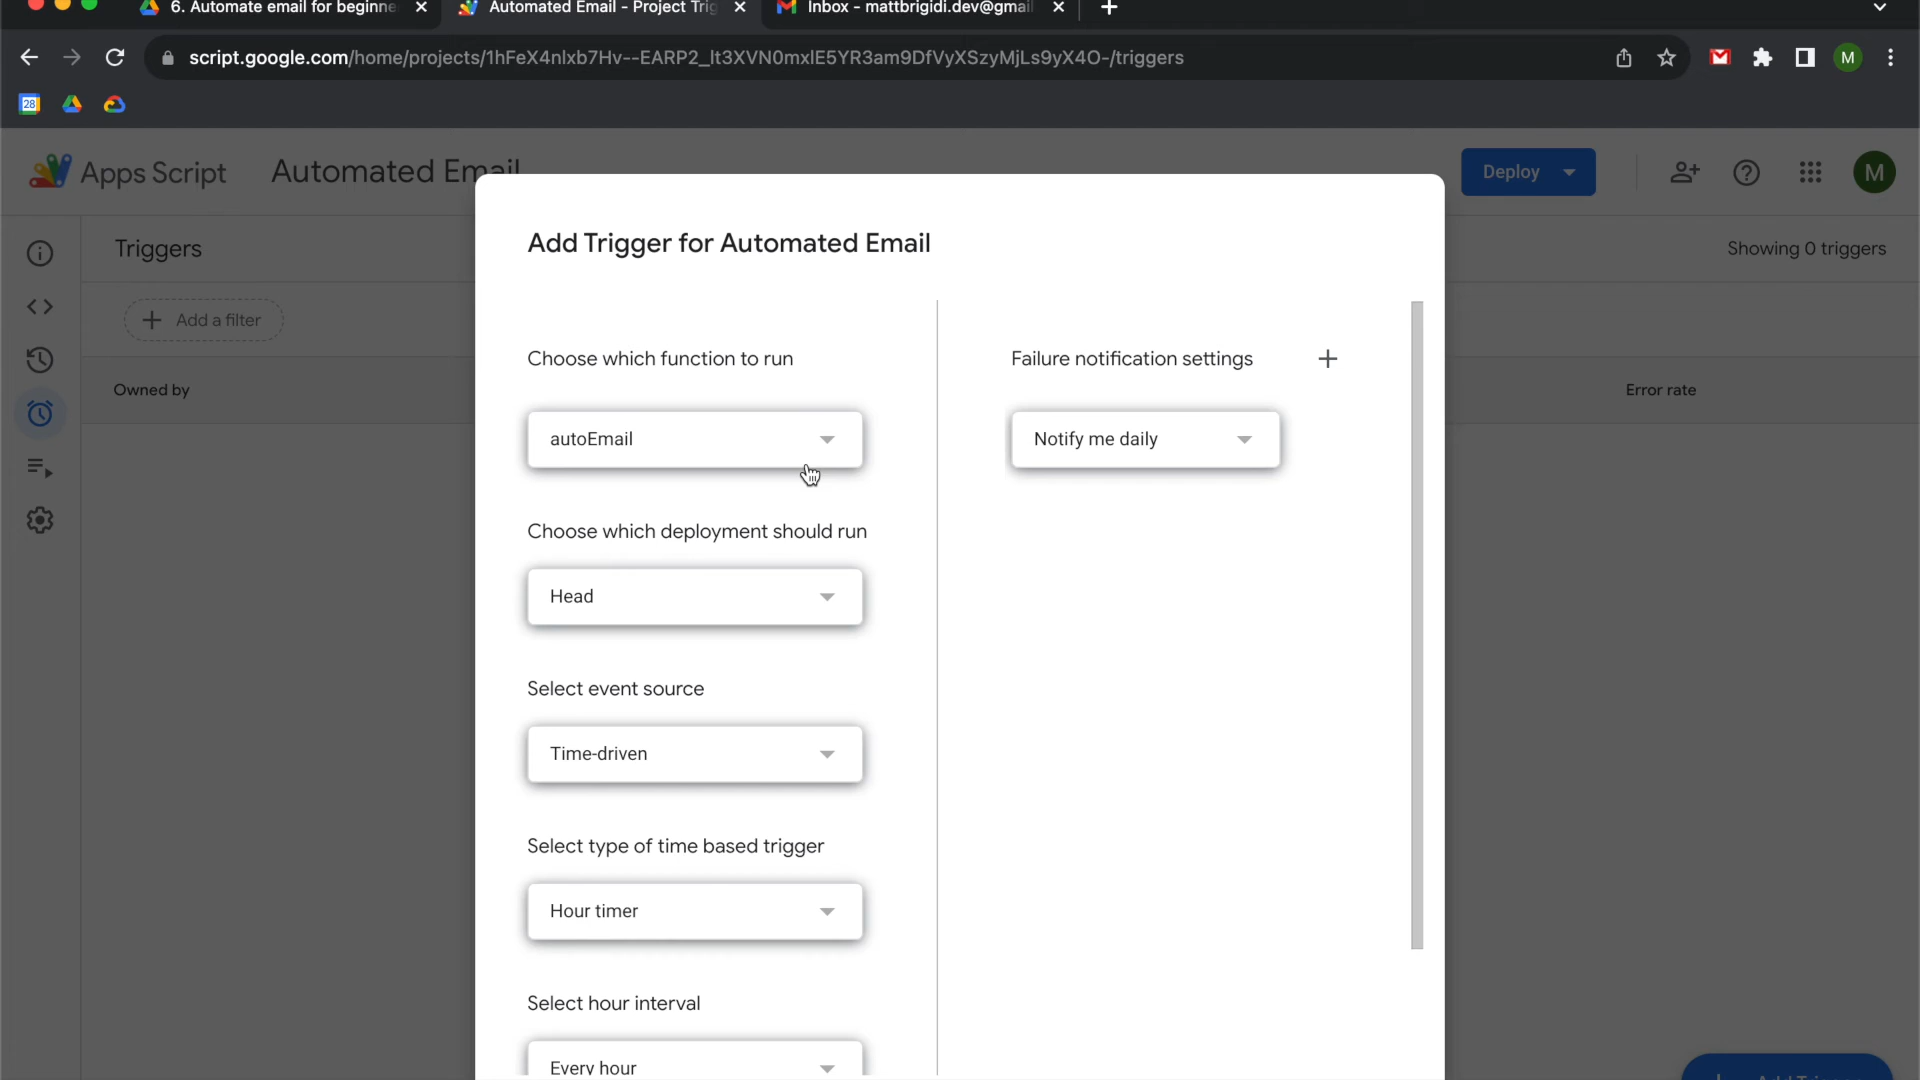 6. Automate email for beginne
Automated Email - Project Trig
Inbox - mattbrigidi.dev@gmail
script.google.com/home/projects/1hFeX4nlxb7Hv--EARP2_lt3XVN0mxlE5YR3am9DfVyXSzyMjLs9yX4O-/triggers
M
28
Apps Script
Automated Email
Deploy
M
Triggers
Showing 0 triggers
Add a filter
Owned by
Error rate
Add Trigger for Automated Email
Choose which function to run
autoEmail
Choose which deployment should run
Head
Select event source
Time-driven
Select type of time based trigger
Hour timer
Select hour interval
Every hour
Failure notification settings
Notify me daily